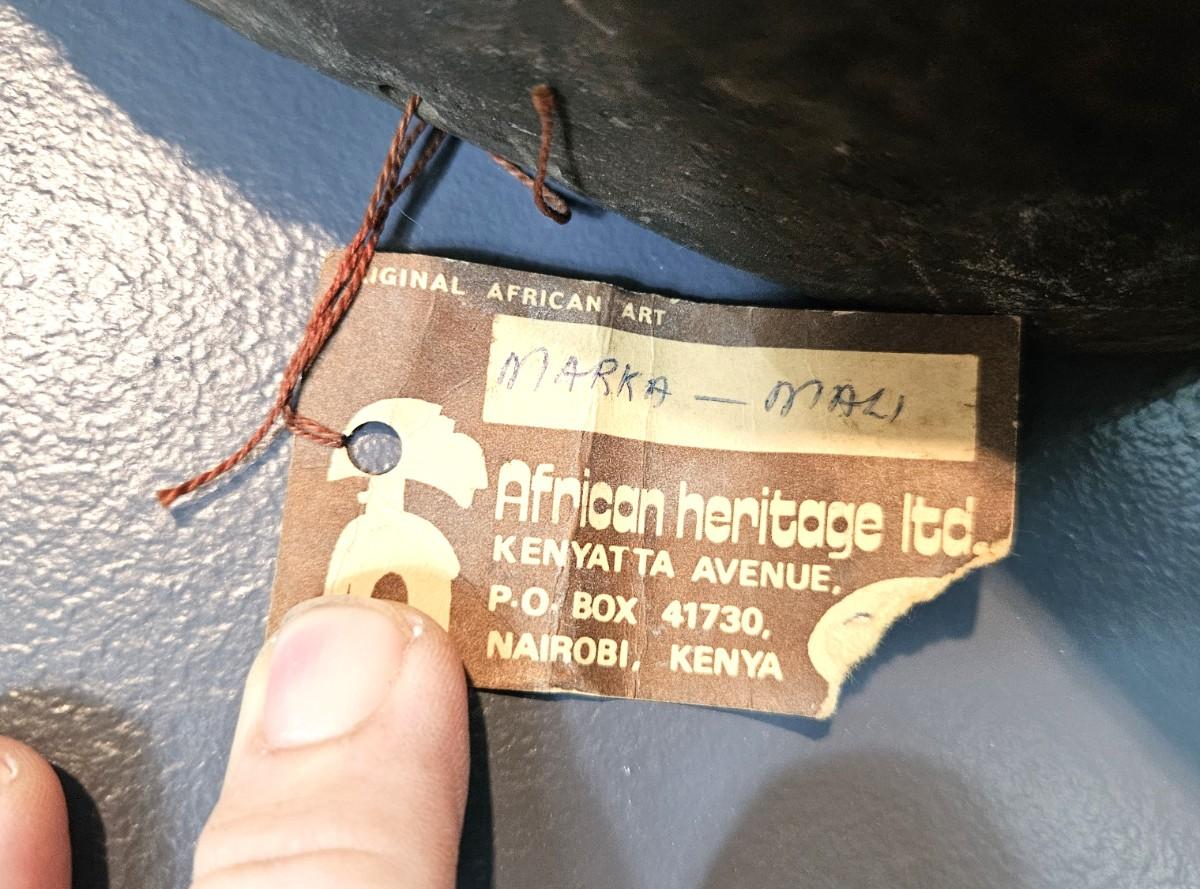 IGINAL AFRICAN ART
MARKA — MALI
African heritage ltd.
KENYATTA AVENUE,
P.O. BOX 41730,
NAIROBI, KENYA